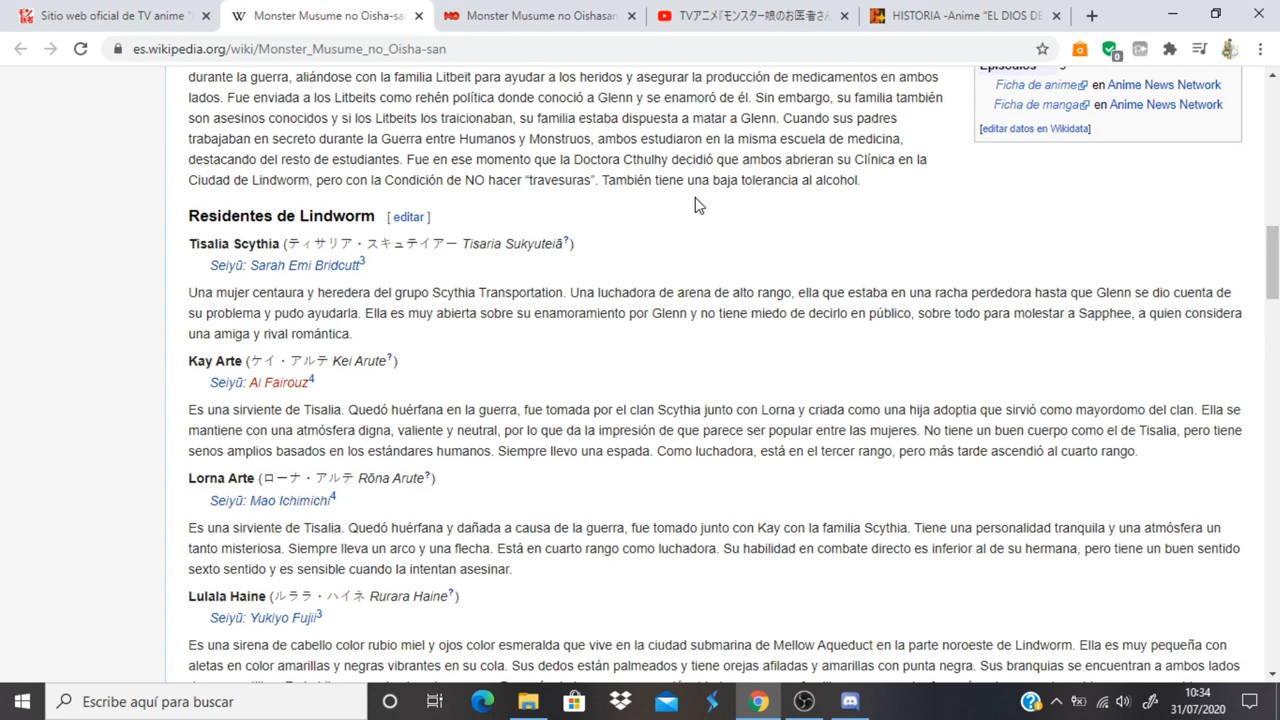 Sitio web oficial de TV anime "
Monster Musume no Oisha-sa
Monster Musume no Oishasan
TVアニメ『モンスター娘のお医者さん
HISTORIA -Anime "EL DIOS DE
es.wikipedia.org/wiki/Monster_Musume_no_Oisha-san
0
durante la guerra, aliándose con la familia Litbeit para ayudar a los heridos y asegurar la producción de medicamentos en ambos
lados. Fue enviada a los Litbeits como rehén política donde conoció a Glenn y se enamoró de él. Sin embargo, su familia también
son asesinos conocidos y si los Litbeits los traicionaban, su familia estaba dispuesta a matar a Glenn. Cuando sus padres
trabajaban en secreto durante la Guerra entre Humanos y Monstruos, ambos estudiaron en la misma escuela de medicina,
destacando del resto de estudiantes. Fue en ese momento que la Doctora Cthulhy decidió que ambos abrieran su Clínica en la
Ciudad de Lindworm, pero con la Condición de NO hacer “travesuras”. También tiene una baja tolerancia al alcohol.
Episodios
Ficha de anime en Anime News Network
Ficha de manga en Anime News Network
[editar datos en Wikidata]
Residentes de Lindworm [ editar ]
Tisalia Scythia (ティサリア・スキュテイアー Tisaria Sukyuteiā?)
Seiyū: Sarah Emi Bridcutt3
Una mujer centaura y heredera del grupo Scythia Transportation. Una luchadora de arena de alto rango, ella que estaba en una racha perdedora hasta que Glenn se dio cuenta de
su problema y pudo ayudarla. Ella es muy abierta sobre su enamoramiento por Glenn y no tiene miedo de decirlo en público, sobre todo para molestar a Sapphee, a quien considera
una amiga y rival romántica.
Kay Arte (ケイ・アルテ Kei Arute?)
Seiyū: Ai Fairouz4
Es una sirviente de Tisalia. Quedó huérfana en la guerra, fue tomada por el clan Scythia junto con Lorna y criada como una hija adoptia que sirvió como mayordomo del clan. Ella se
mantiene con una atmósfera digna, valiente y neutral, por lo que da la impresión de que parece ser popular entre las mujeres. No tiene un buen cuerpo como el de Tisalia, pero tiene
senos amplios basados en los estándares humanos. Siempre llevo una espada. Como luchadora, está en el tercer rango, pero más tarde ascendió al cuarto rango.
Lorna Arte (ローナ・アルテ Rōna Arute?)
Seiyū: Mao Ichimichi4
Es una sirviente de Tisalia. Quedó huérfana y dañada a causa de la guerra, fue tomado junto con Kay con la familia Scythia. Tiene una personalidad tranquila y una atmósfera un
tanto misteriosa. Siempre lleva un arco y una flecha. Está en cuarto rango como luchadora. Su habilidad en combate directo es inferior al de su hermana, pero tiene un buen sentido
sexto sentido y es sensible cuando la intentan asesinar.
Lulala Haine (ルララ・ハイネ Rurara Haine?)
Seiyū: Yukiyo Fujii3
Es una sirena de cabello color rubio miel y ojos color esmeralda que vive en la ciudad submarina de Mellow Aqueduct en la parte noroeste de Lindworm. Ella es muy pequeña con
aletas en color amarillas y negras vibrantes en su cola. Sus dedos están palmeados y tiene orejas afiladas y amarillas con punta negra. Sus branquias se encuentran a ambos lados
Escribe aquí para buscar
10:34
31/07/2020